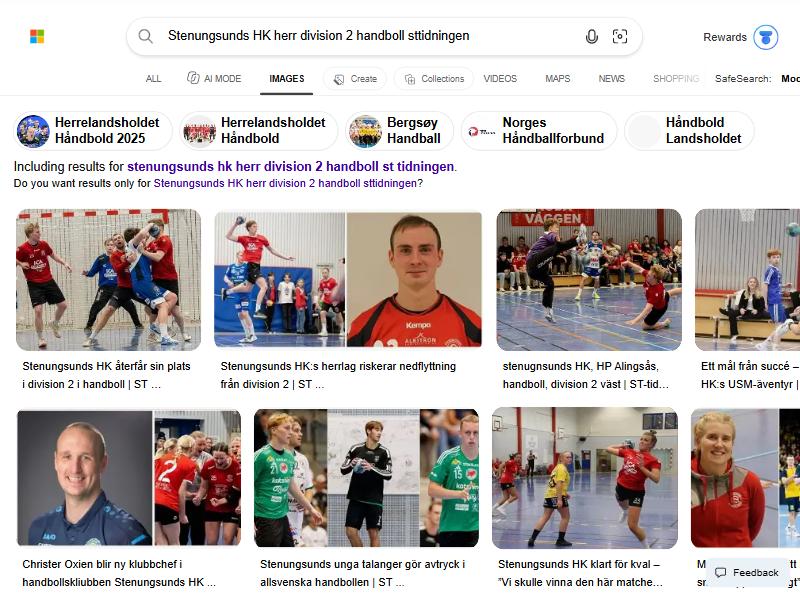 Stenungsunds HK herr division 2 handboll sttidningen
Rewards
ALL
AI MODE
IMAGES
Create
Collections
VIDEOS
MAPS
NEWS
SHOPPING
SafeSearch:
Herrelandsholdet Håndbold 2025
Herrelandsholdet Håndbold
Bergsøy Handball
Norges Håndballforbund
Håndbold Landsholdet
Including results for stenungsunds hk herr division 2 handboll st tidningen.
Do you want results only for Stenungsunds HK herr division 2 handboll sttidningen?
VÄGGEN
Kempa
Stenungsunds HK återfår sin plats
i division 2 i handboll | ST ...
Stenungsunds HK:s herrlag riskerar nedflyttning
från division 2 | ST ...
stenugnsunds HK, HP Alingsås,
handboll, division 2 väst | ST-tid...
Ett mål från succé –
HK:s USM-äventyr |
Christer Oxien blir ny klubbchef i
handbollskliubben Stenungsunds HK ...
Stenungsunds unga talanger gör avtryck i
allsvenska handbollen | ST ...
Stenungsunds HK klart för kval –
"Vi skulle vinna den här matche...
Feedback